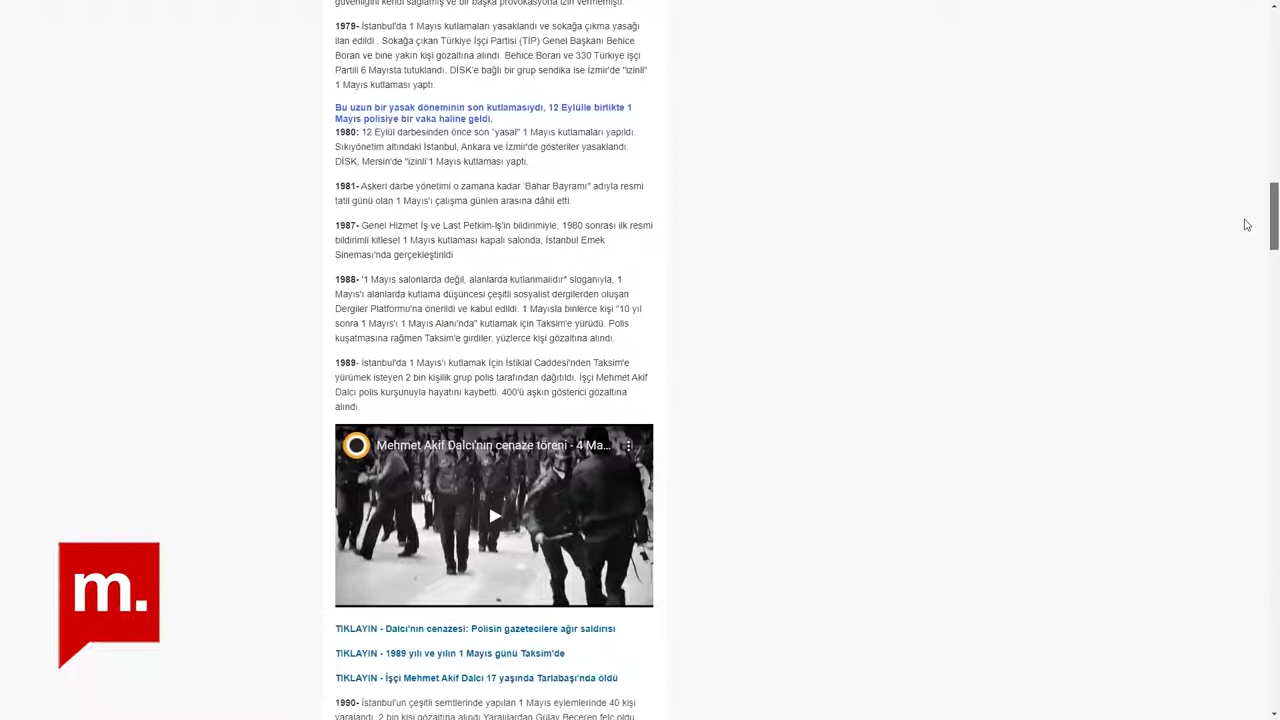 güvenliğini kendi sağlamış ve bir başka provokasyona izin vermemişti.
1979- İstanbul'da 1 Mayıs kutlamaları yasaklandı ve sokağa çıkma yasağı
ilan edildi . Sokağa çıkan Türkiye İşçi Partisi (TİP) Genel Başkanı Behice
Boran ve bine yakın kişi gözaltına alındı. Behice Boran ve 330 Türkiye işçi
Partili 6 Mayısta tutuklandı. DİSK'e bağlı bir grup sendika ise İzmir'de "izinli"
1 Mayıs kutlaması yaptı.
Bu uzun bir yasak döneminin son kutlamasıydı, 12 Eylülle birlikte 1
Mayıs polisiye bir vaka haline geldi.
1980: 12 Eylül darbesinden önce son "yasal" 1 Mayıs kutlamaları yapıldı.
Sıkıyönetim altındaki İstanbul, Ankara ve İzmir'de gösteriler yasaklandı.
DİSK, Mersin'de "izinli'1 Mayıs kutlaması yaptı.
1981- Askeri darbe yönetimi o zamana kadar 'Bahar Bayramı" adıyla resmi
tatil günü olan 1 Mayıs'ı çalışma günlen arasına dâhil etti.
1987- Genel Hizmet İş ve Last Petkim-Iş'in bildirimiyle, 1980 sonrası ilk resmi
bildirimli kitlesel 1 Mayıs kutlaması kapalı salonda, İstanbul Emek
Sineması'nda gerçekleştirildi
1988- '1 Mayıs salonlarda değil, alanlarda kutlanmalıdır" sloganıyla, 1
Mayıs'ı alanlarda kutlama düşüncesi çeşitli sosyalist dergilerden oluşan
Dergiler Platformu'na önerildi ve kabul edildi. 1 Mayısla binlerce kişi "10 yıl
sonra 1 Mayıs'ı 1 Mayıs Alanı'nda" kutlamak için Taksim'e yürüdü. Polis
kuşatmasına rağmen Taksim'e girdiler, yüzlerce kişi gözaltına alındı.
1989- İstanbul'da 1 Mayıs'ı kutlamak İçin İstiklal Caddesi'nden Taksim'e
yürümek isteyen 2 bin kişilik grup polis tarafından dağıtıldı. İşçi Mehmet Akif
Dalcı polis kurşunuyla hayatını kaybetti. 400'ü aşkın gösterici gözaltına
alındı.
Mehmet Akif Dalcı'nın cenaze töreni - 4 Ma...
m.
TIKLAYIN - Dalcı'nın cenazesi: Polisin gazetecilere ağır saldırısı
TIKLAYIN - 1989 yılı ve yılın 1 Mayıs günü Taksim'de
TIKLAYIN - İşçi Mehmet Akif Dalcı 17 yaşında Tarlabaşı'nda öldü
1990- İstanbul'un çeşitli semtlerinde yapılan 1 Mayıs eylemlerinde 40 kişi
yaralandı, 2 bin kişi gözaltına alındı Yaralılardan Gülay Beceren felç oldu